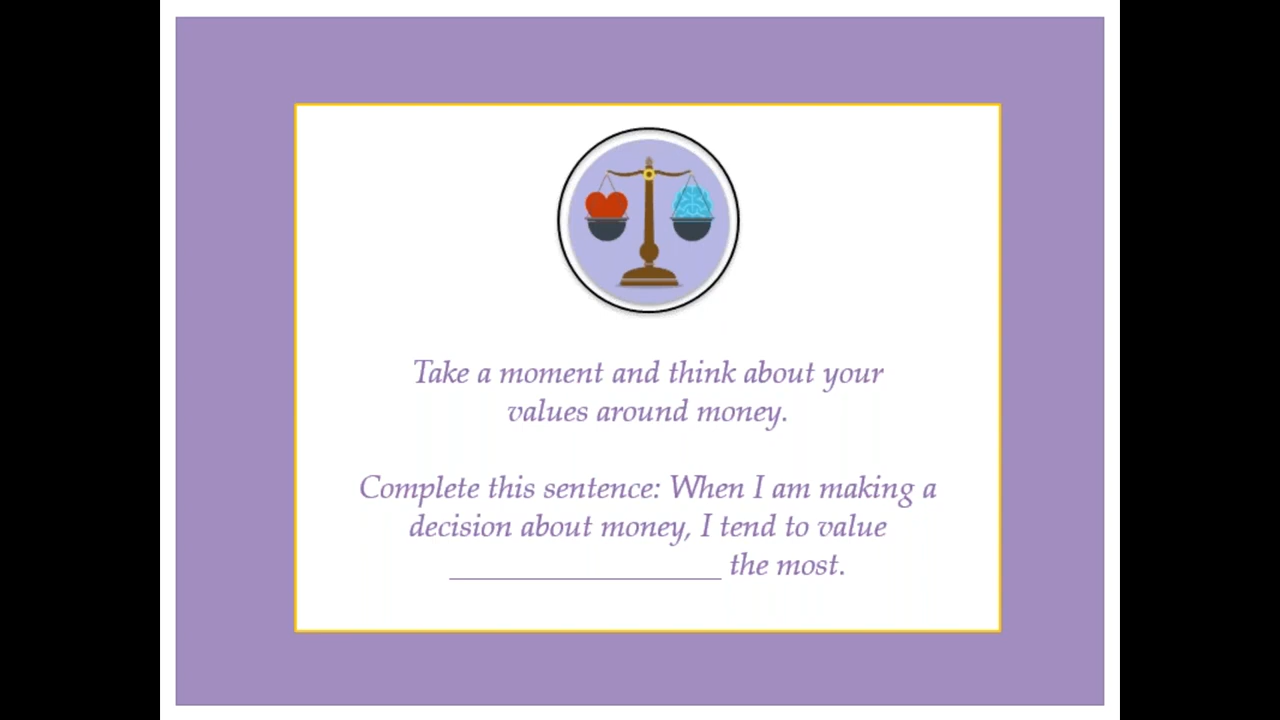 Take a moment and think about your
values around money.
Complete this sentence: When I am making a
decision about money, I tend to value
_________________ the most.